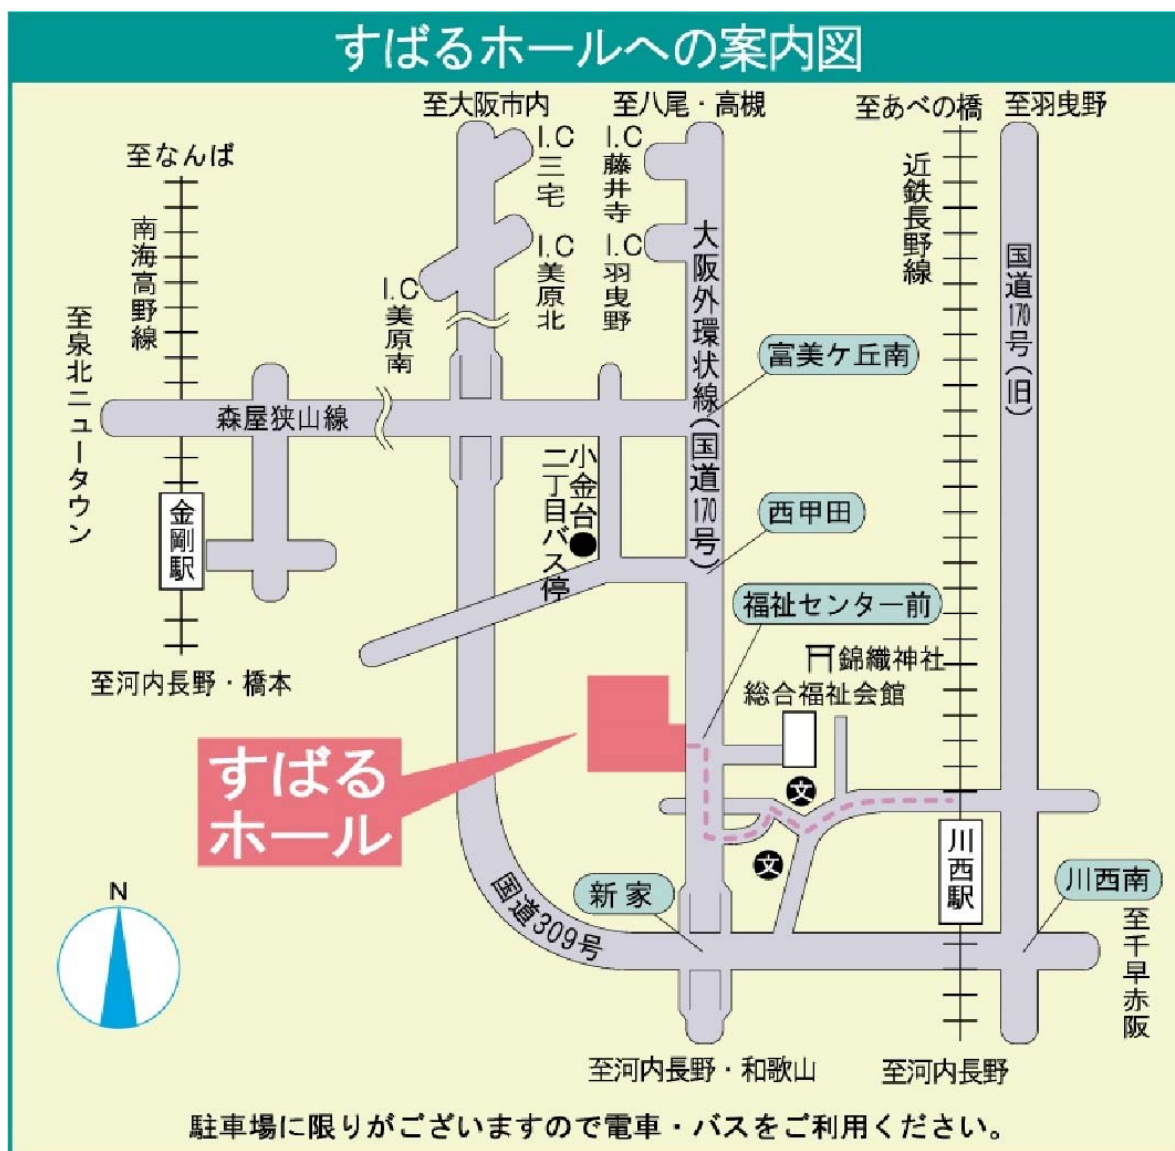 すばるホールへの案内図
至大阪市内
至八尾・高槻
至あべの橋
至羽曳野
至なんば
I.C三宅
I.C藤井寺
近鉄長野線
南海高野線
I.C美原北
I.C羽曳野
大阪外環状線(国道170号)
国道170号(旧)
I.C美原南
至泉北ニュータウン
富美ケ丘南
森屋狭山線
小金台
二丁目バス停
金剛駅
西甲田
福祉センター前
錦織神社
至河内長野・橋本
総合福祉会館
すばる
ホール
文
文
川西駅
新家
川西南
国道309号
N
至千早赤阪
至河内長野・和歌山
至河内長野
駐車場に限りがございますので電車・バスをご利用ください。